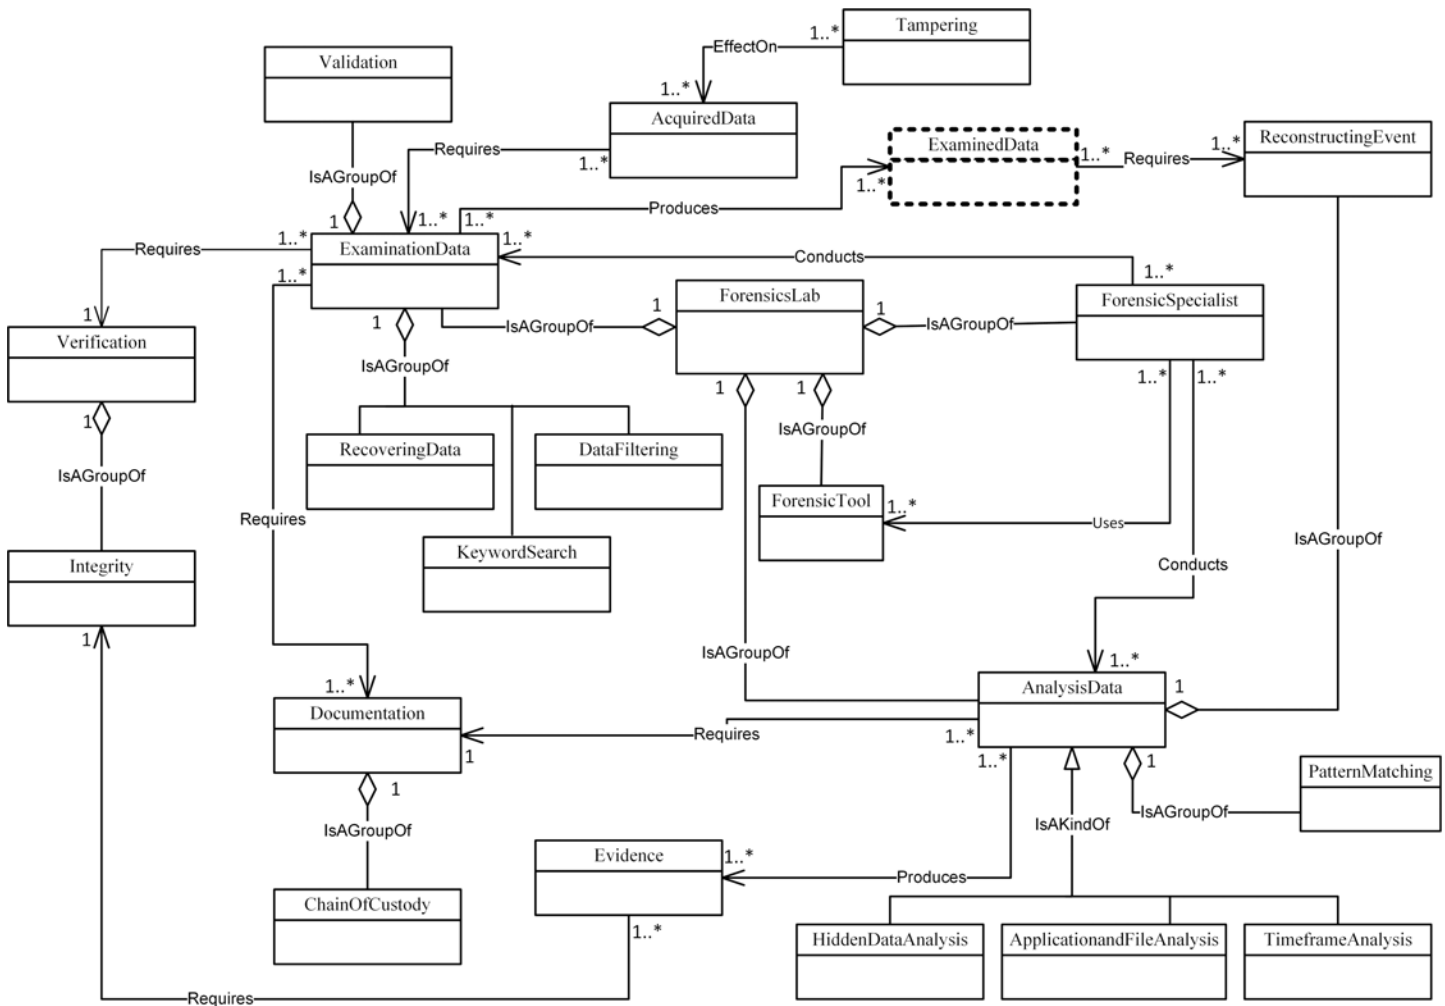 Tampering
1..*
EffectOn
Validation
1..*
AcquiredData
ExaminedData
1..*
ReconstructingEvent
Requires
1..*
1..*
Requires
IsAGroupOf
1..*
Produces
1
1..*
1..*
1..*
1..*
Requires
ExaminationData
Conducts
1..*
1..*
ForensicsLab
ForensicSpecialist
1
1
1
1
IsAGroupOf
IsAGroupOf
Verification
IsAGroupOf
1..*
1..*
1
1
1
IsAGroupOf
IsAGroupOf
RecoveringData
DataFiltering
IsAGroupOf
ForensicTool
1..*
Requires
Uses
IsAGroupOf
KeywordSearch
Conducts
Integrity
1
IsAGroupOf
1..*
1..*
AnalysisData
1
Documentation
Requires
1..*
1
1..*
1
PatternMatching
1
IsAGroupOf
IsAKindOf
IsAGroupOf
Evidence
1..*
Produces
ChainOfCustody
1..*
HiddenDataAnalysis
ApplicationandFileAnalysis
TimeframeAnalysis
Requires